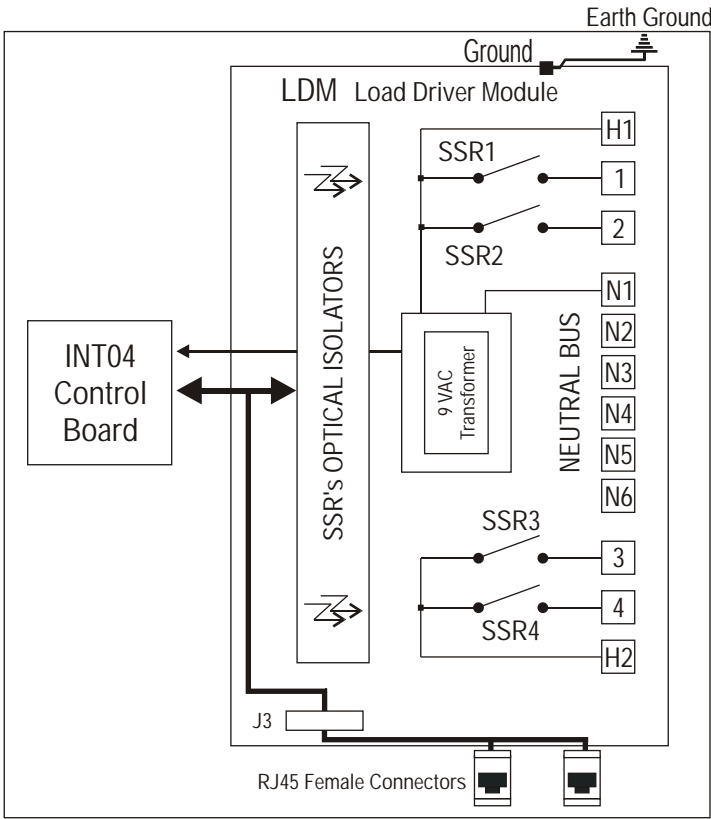 Earth Ground
Ground
LDM Load Driver Module
H1
SSR1
1
2
SSR2
N1
N2
N3
N4
N5
N6
NEUTRAL BUS
SSR's OPTICAL ISOLATORS
INT04
Control
Board
9 VAC
Transformer
SSR3
3
4
SSR4
H2
J3
RJ45 Female Connectors